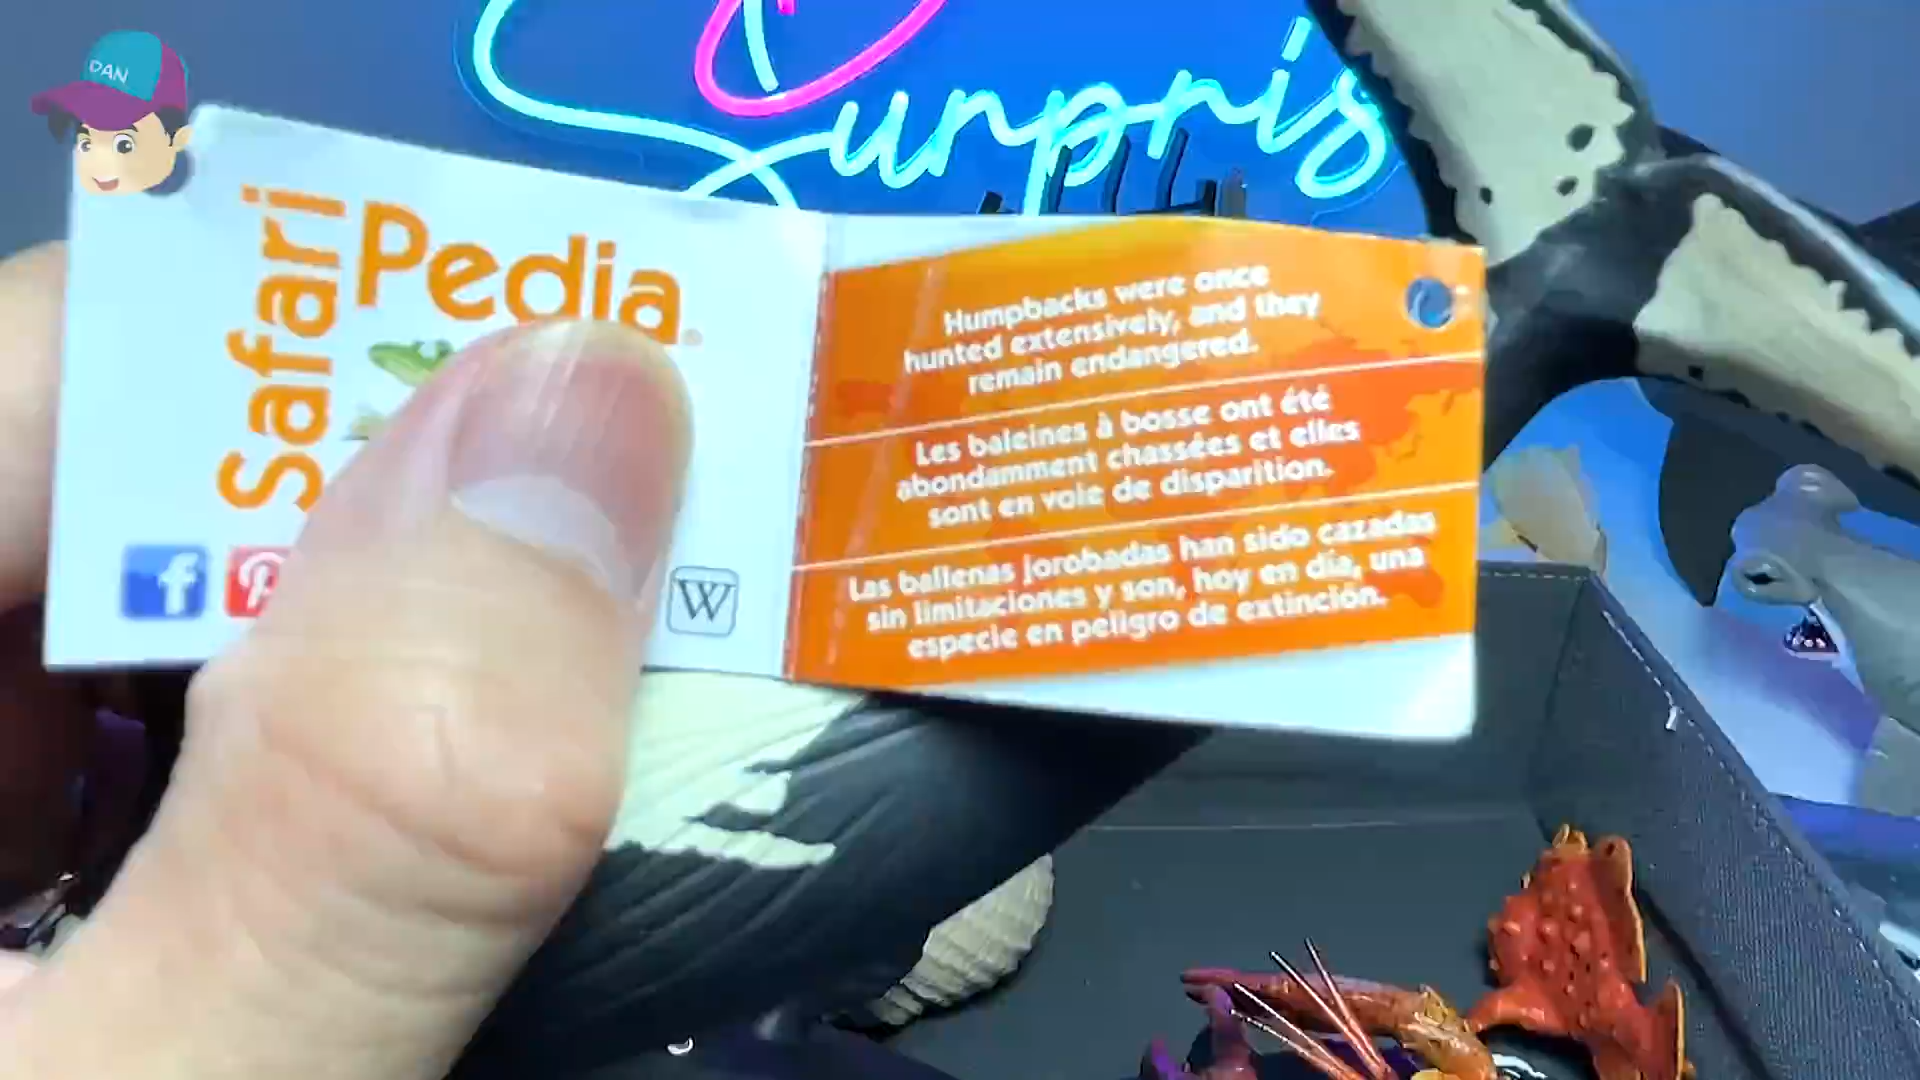 DAN
Surpris
Safari
Pedia
Humpbacks were once
hunted extensively, and they
remain endangered.
Les baleines à bosse ont été
abondamment chassées et elles
sont en voie de disparition.
Las ballenas jorobadas han sido cazadas
sin limitaciones y son, hoy en día, una
especie en peligro de extinción.
f
W